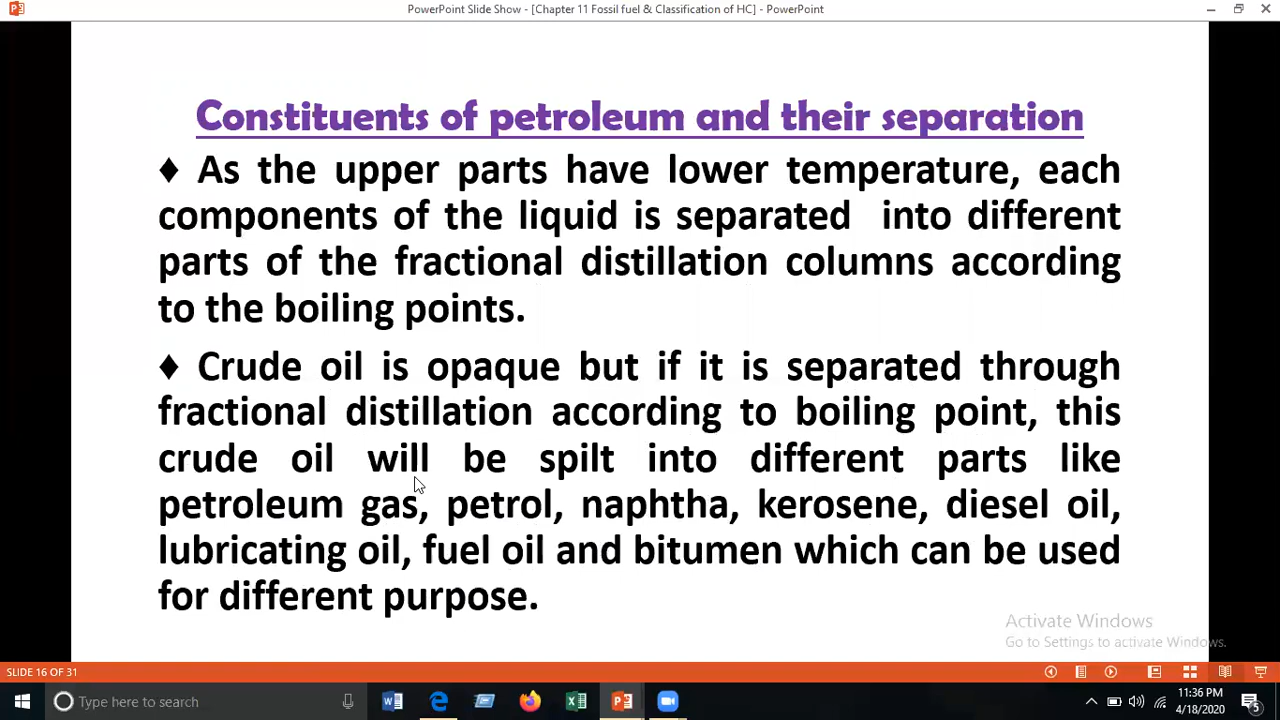 PowerPoint Slide Show - [Chapter 11 Fossil fuel & Classification of HC] - PowerPoint
Constituents of petroleum and their separation
♦ As the upper parts have lower temperature, each
components of the liquid is separated into different
parts of the fractional distillation columns according
to the boiling points.
♦ Crude oil is opaque but if it is separated through
fractional distillation according to boiling point, this
crude oil will be spilt into different parts like
petroleum gas, petrol, naphtha, kerosene, diesel oil,
lubricating oil, fuel oil and bitumen which can be used
for different purpose.
Activate Windows
Go to Settings to activate Windows.
SLIDE 16 OF 31
Type here to search
11:36 PM
4/18/2020
5